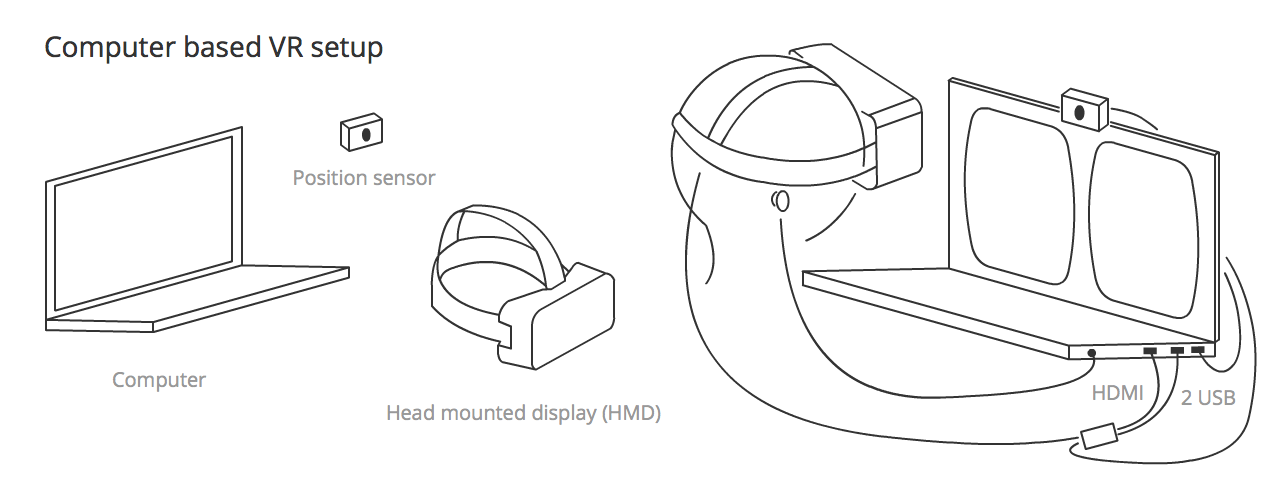 Computer based VR setup
Position sensor
Computer
Head mounted display (HMD)
HDMI
2 USB